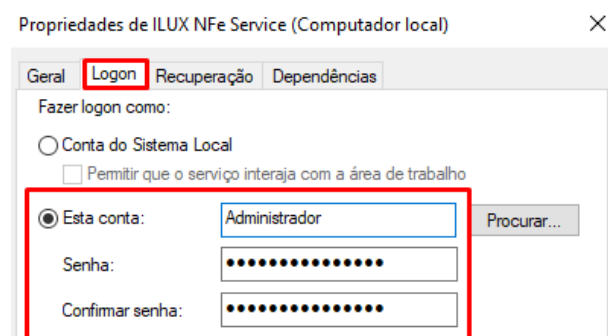 Propriedades de ILUX NFe Service (Computador local)
Geral Logon Recuperação Dependências
Fazer logon como:
Conta do Sistema Local
Permitir que o serviço interaja com a área de trabalho
Esta conta: Administrador Procurar...
Senha: •••••••••••••••
Confirmar senha: •••••••••••••••